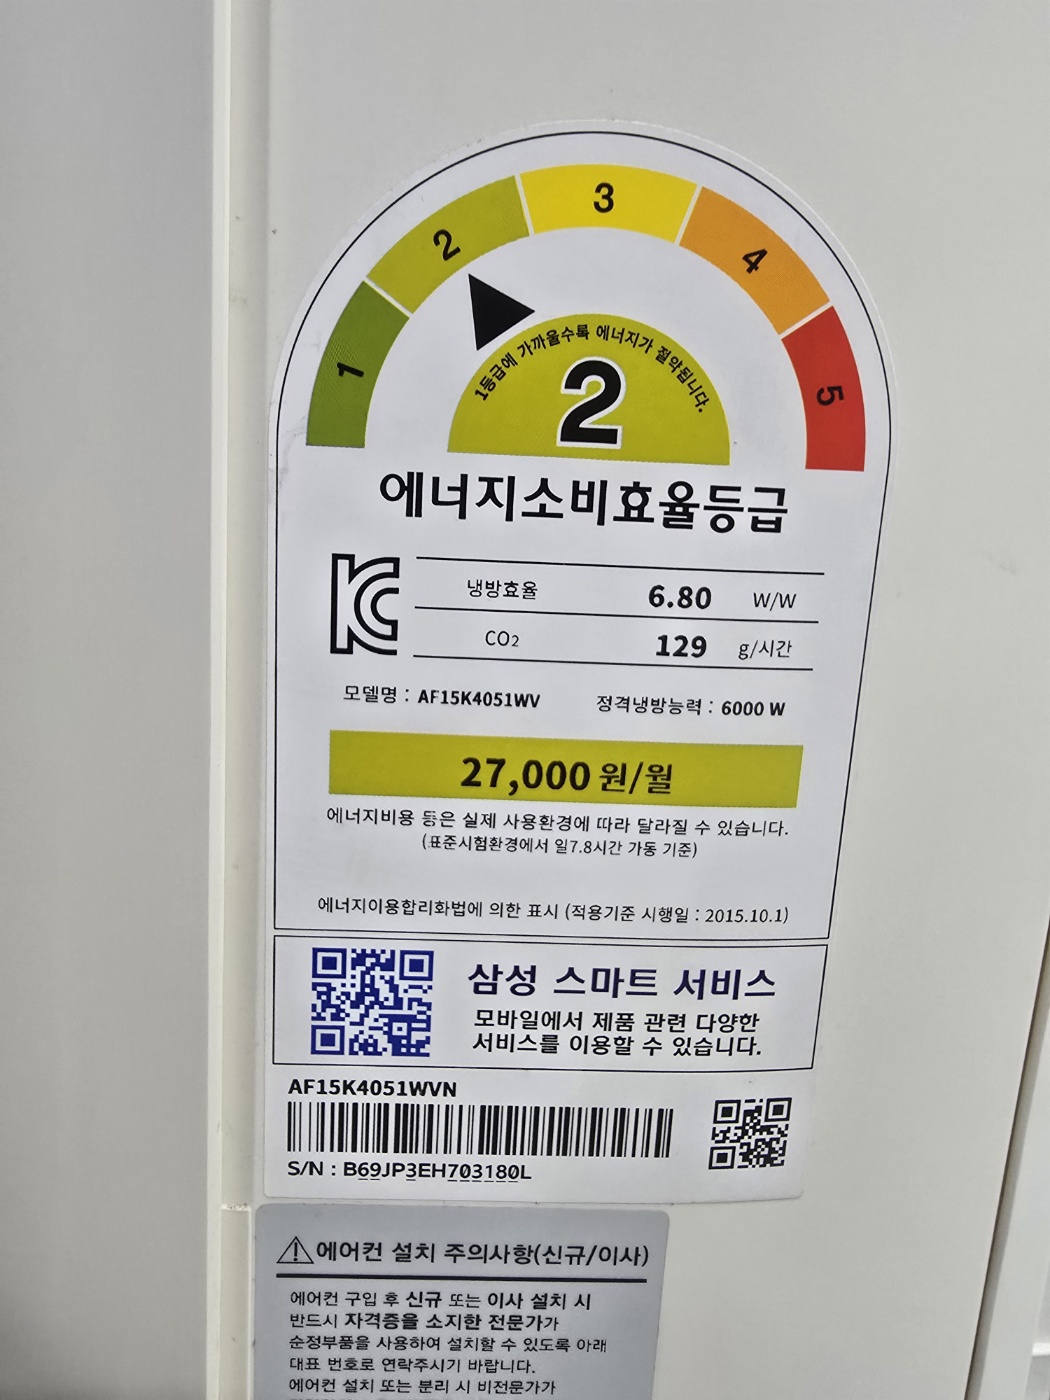 1
2
3
4
5
1등급에 가까울수록 에너지가 절약됩니다.
2
에너지소비효율등급
냉방효율 6.80 W/W
CO₂ 129 g/시간
모델명 : AF15K4051WV 정격냉방능력 : 6000 W
27,000 원/월
에너지비용 등은 실제 사용환경에 따라 달라질 수 있습니다.
(표준시험환경에서 일7.8시간 가동 기준)
에너지이용합리화법에 의한 표시 (적용기준 시행일 : 2015.10.1)
삼성 스마트 서비스
모바일에서 제품 관련 다양한
서비스를 이용할 수 있습니다.
AF15K4051WVN
S/N : B69JP3EH703180L
에어컨 설치 주의사항(신규/이사)
에어컨 구입 후 신규 또는 이사 설치 시
반드시 자격증을 소지한 전문가가
순정부품을 사용하여 설치할 수 있도록 아래
대표 번호로 연락주시기 바랍니다.
에어컨 설치 또는 분리 시 비전문가가